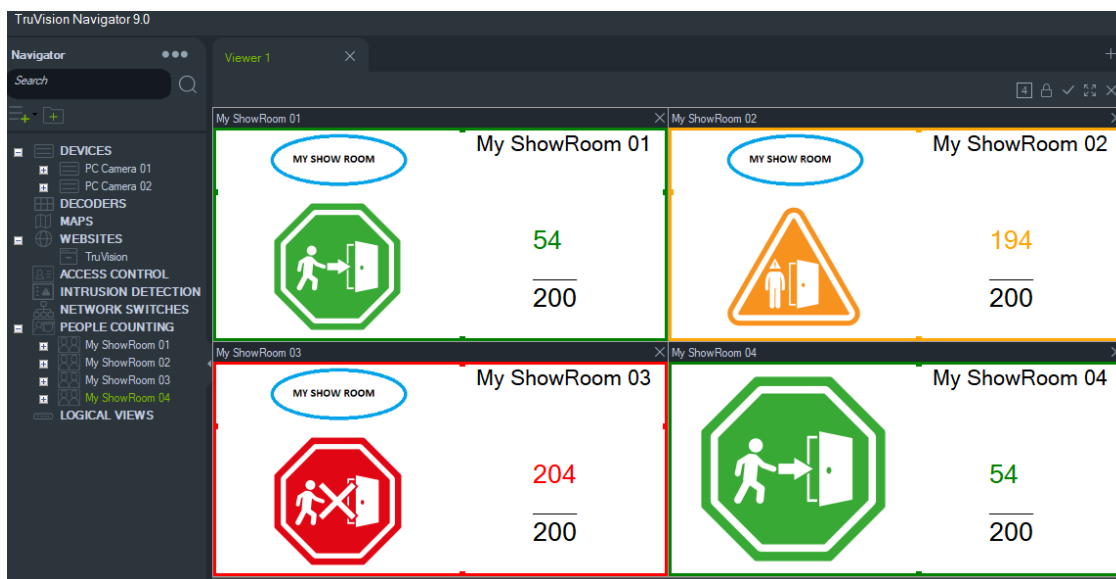 TruVision Navigator 9.0
Navigator
Search
Viewer 1
4
DEVICES
PC Camera 01
PC Camera 02
DECODERS
MAPS
WEBSITES
TruVision
ACCESS CONTROL
INTRUSION DETECTION
NETWORK SWITCHES
PEOPLE COUNTING
My ShowRoom 01
My ShowRoom 02
My ShowRoom 03
My ShowRoom 04
LOGICAL VIEWS
My ShowRoom 01
MY SHOW ROOM
My ShowRoom 01
54
200
My ShowRoom 02
MY SHOW ROOM
My ShowRoom 02
194
200
My ShowRoom 03
MY SHOW ROOM
My ShowRoom 03
204
200
My ShowRoom 04
My ShowRoom 04
54
200